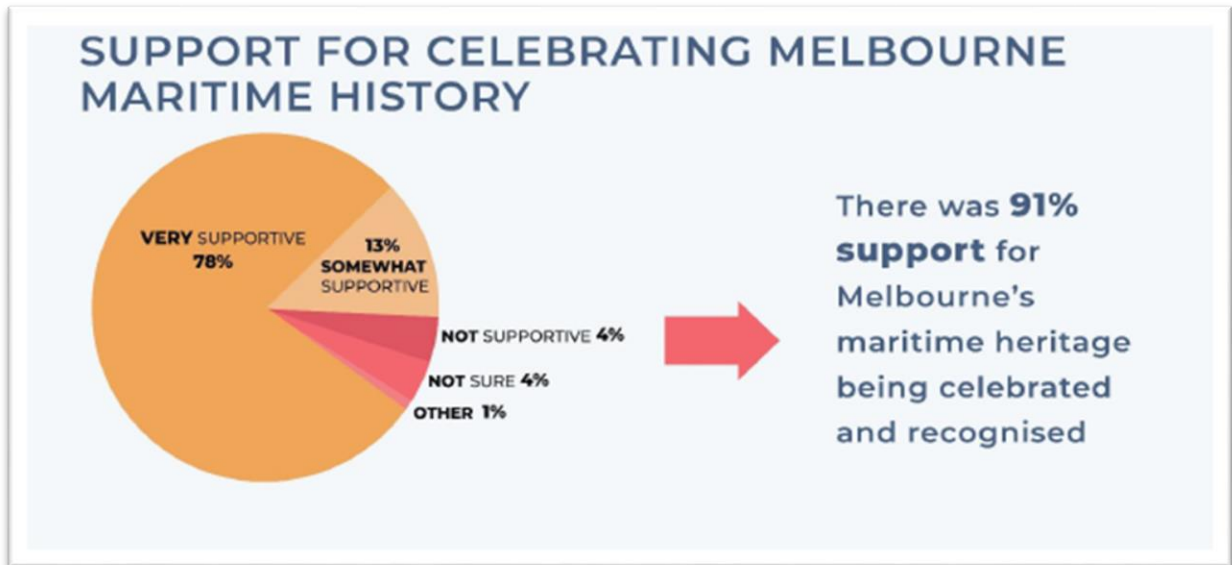 SUPPORT FOR CELEBRATING MELBOURNE
MARITIME HISTORY
VERY SUPPORTIVE
78%
13%
SOMEWHAT
SUPPORTIVE
NOT SUPPORTIVE 4%
NOT SURE 4%
OTHER 1%
There was 91%
support for
Melbourne’s
maritime heritage
being celebrated
and recognised